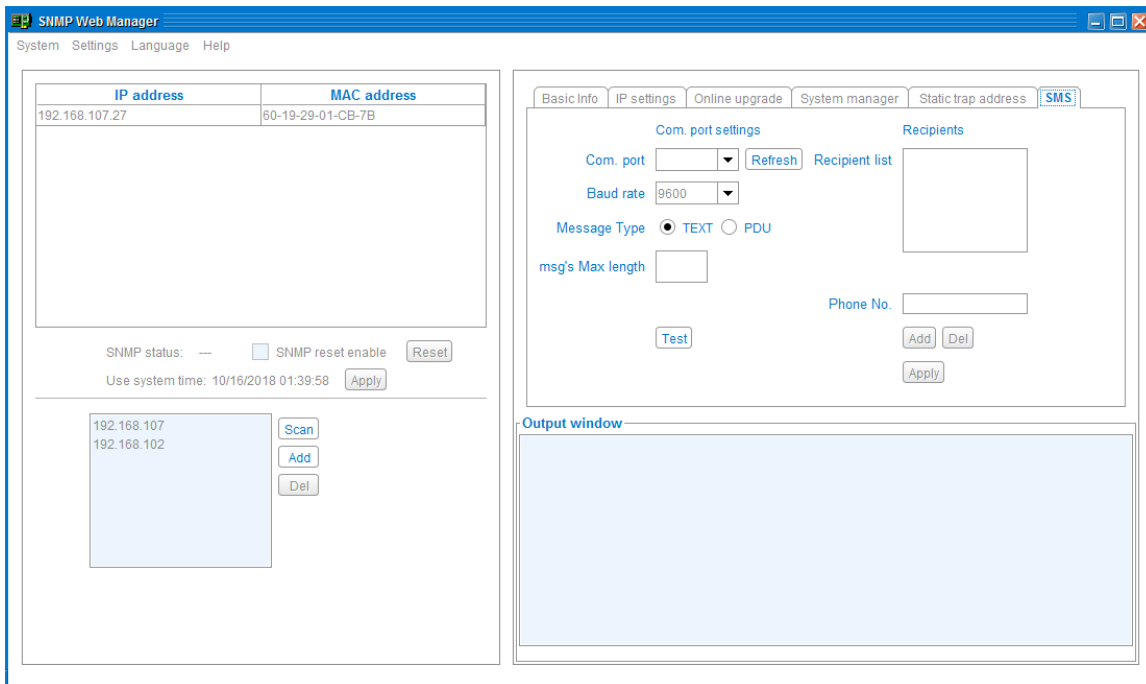 SNMP Web Manager
System Settings Language Help
IP address MAC address
192.168.107.27 60-19-29-01-CB-7B
SNMP status: --- SNMP reset enable Reset
Use system time: 10/16/2018 01:39:58 Apply
192.168.107
192.168.102
Scan
Add
Del
Basic Info IP settings Online upgrade System manager Static trap address SMS
Com. port settings Recipients
Com. port Refresh Recipient list
Baud rate 9600
Message Type TEXT PDU
msg's Max length
Phone No.
Test Add Del
Apply
Output window